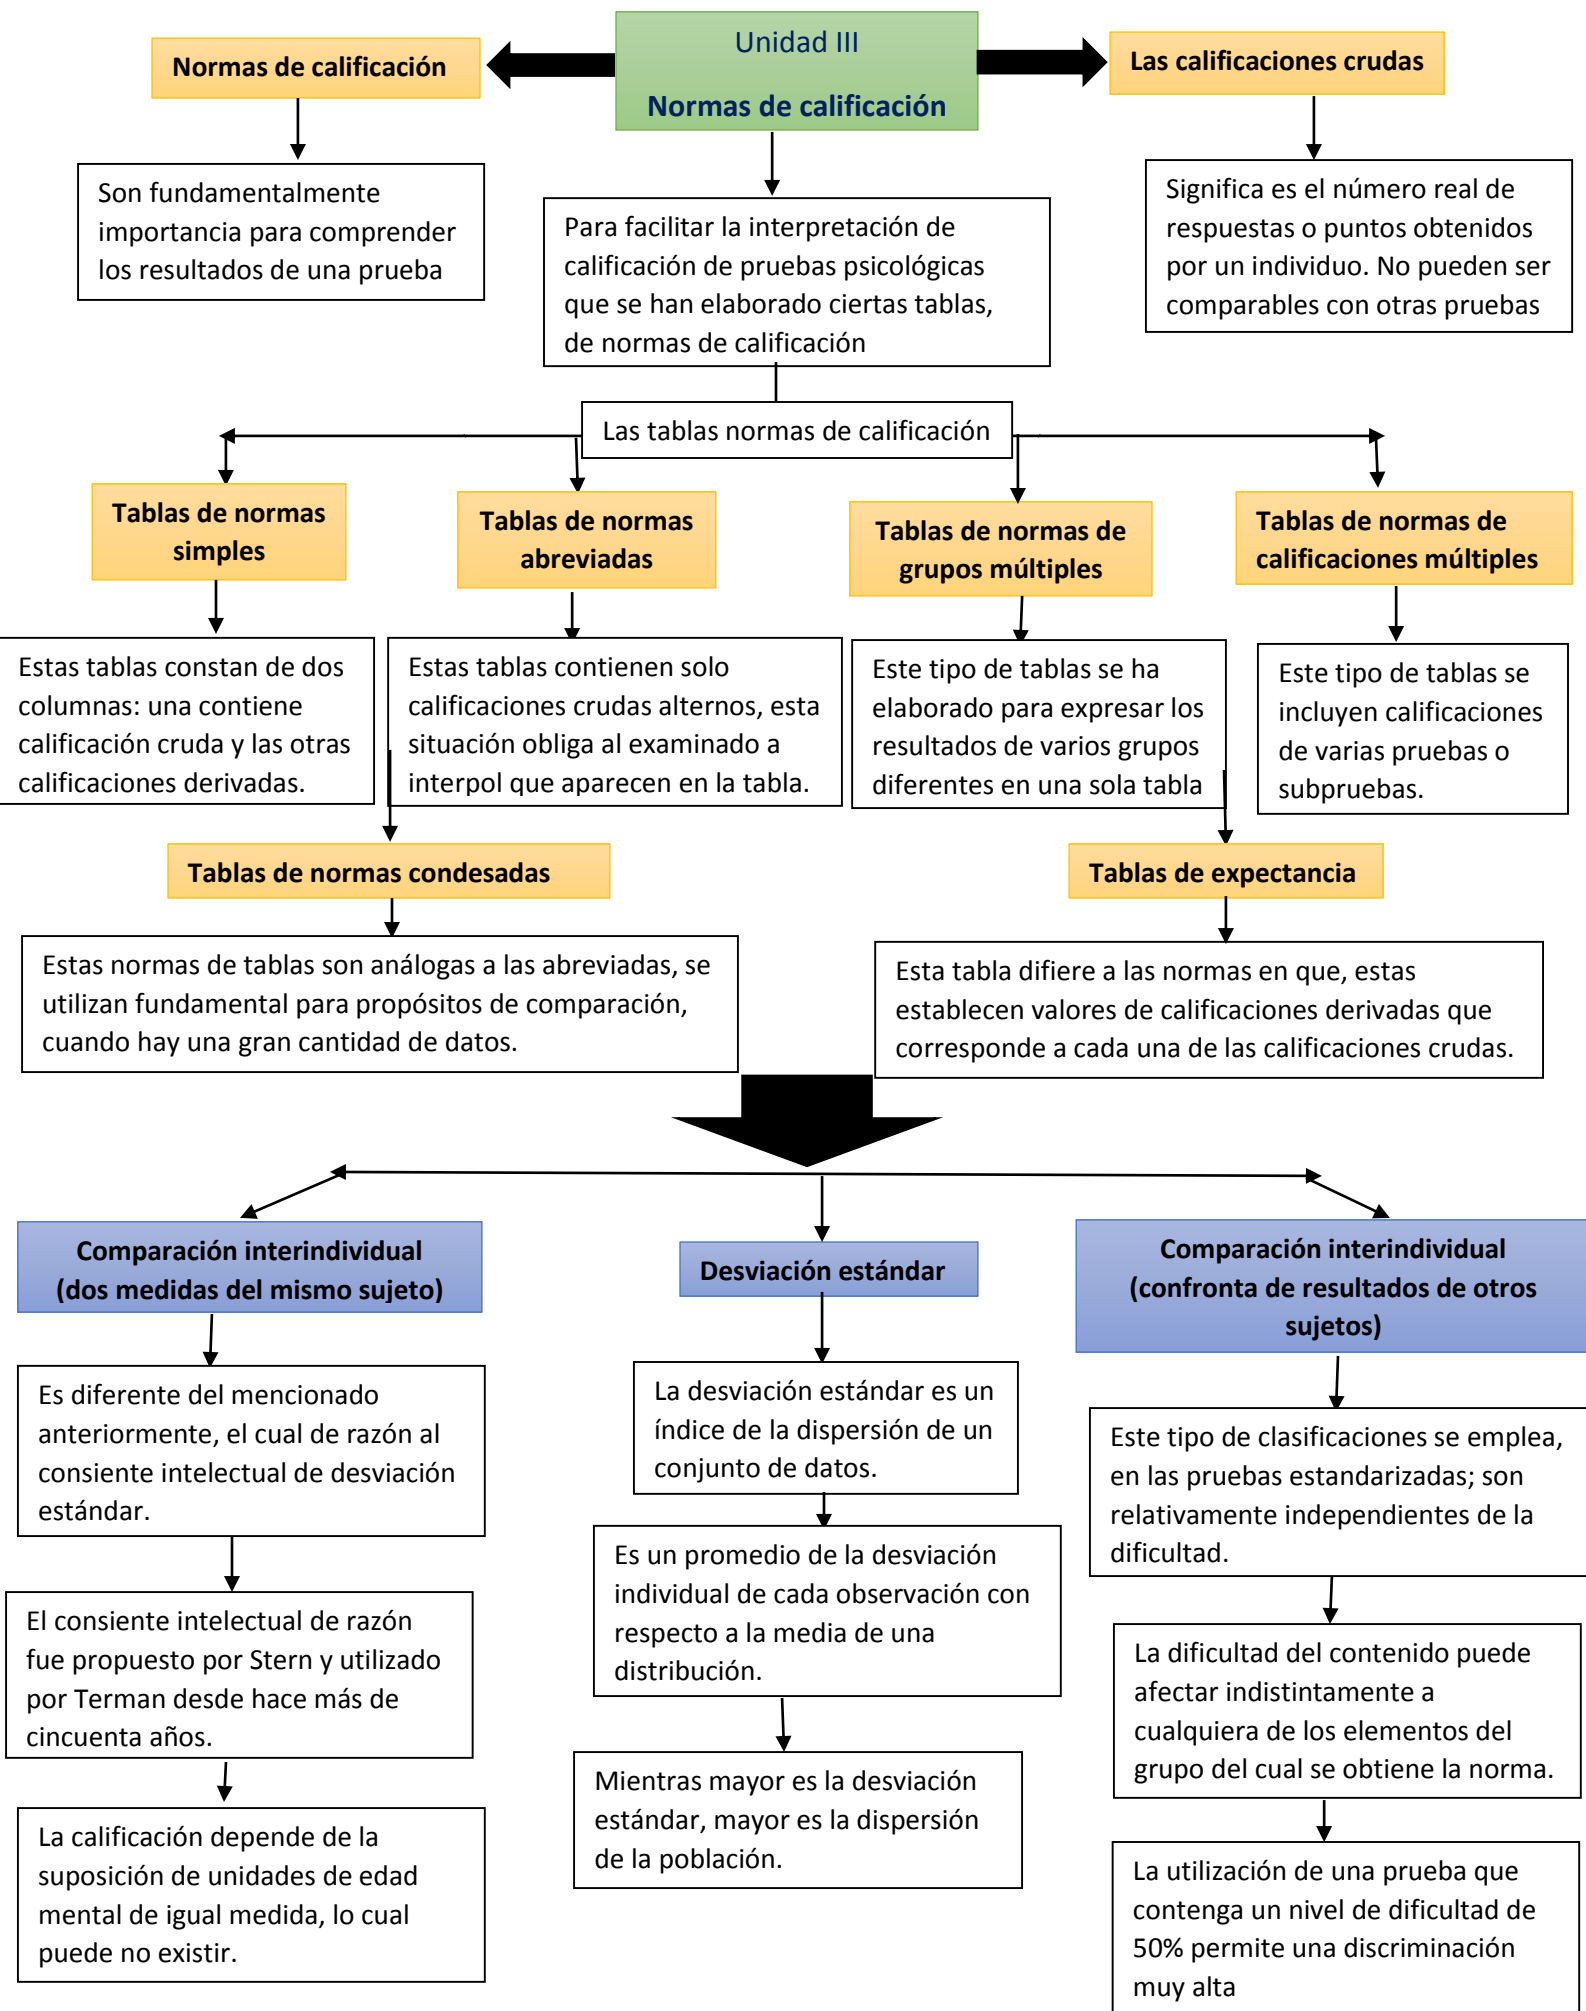 Unidad III
Normas de calificación
Normas de calificación
Las calificaciones crudas
Son fundamentalmente
importancia para comprender
los resultados de una prueba
Para facilitar la interpretación de
calificación de pruebas psicológicas
que se han elaborado ciertas tablas,
de normas de calificación
Significa es el número real de
respuestas o puntos obtenidos
por un individuo. No pueden ser
comparables con otras pruebas
Las tablas normas de calificación
Tablas de normas
simples
Tablas de normas
abreviadas
Tablas de normas de
grupos múltiples
Tablas de normas de
calificaciones múltiples
Estas tablas constan de dos
columnas: una contiene
calificación cruda y las otras
calificaciones derivadas.
Estas tablas contienen solo
calificaciones crudas alternos, esta
situación obliga al examinado a
interpol que aparecen en la tabla.
Este tipo de tablas se ha
elaborado para expresar los
resultados de varios grupos
diferentes en una sola tabla
Este tipo de tablas se
incluyen calificaciones
de varias pruebas o
subpruebas.
Tablas de normas condesadas
Tablas de expectancia
Estas normas de tablas son análogas a las abreviadas, se
utilizan fundamental para propósitos de comparación,
cuando hay una gran cantidad de datos.
Esta tabla difiere a las normas en que, estas
establecen valores de calificaciones derivadas que
corresponde a cada una de las calificaciones crudas.
Comparación interindividual
(dos medidas del mismo sujeto)
Desviación estándar
Comparación interindividual
(confronta de resultados de otros
sujetos)
Es diferente del mencionado
anteriormente, el cual de razón al
consiente intelectual de desviación
estándar.
El consiente intelectual de razón
fue propuesto por Stern y utilizado
por Terman desde hace más de
cincuenta años.
La calificación depende de la
suposición de unidades de edad
mental de igual medida, lo cual
puede no existir.
La desviación estándar es un
índice de la dispersión de un
conjunto de datos.
Es un promedio de la desviación
individual de cada observación con
respecto a la media de una
distribución.
Mientras mayor es la desviación
estándar, mayor es la dispersión
de la población.
Este tipo de clasificaciones se emplea,
en las pruebas estandarizadas; son
relativamente independientes de la
dificultad.
La dificultad del contenido puede
afectar indistintamente a
cualquiera de los elementos del
grupo del cual se obtiene la norma.
La utilización de una prueba que
contenga un nivel de dificultad de
50% permite una discriminación
muy alta